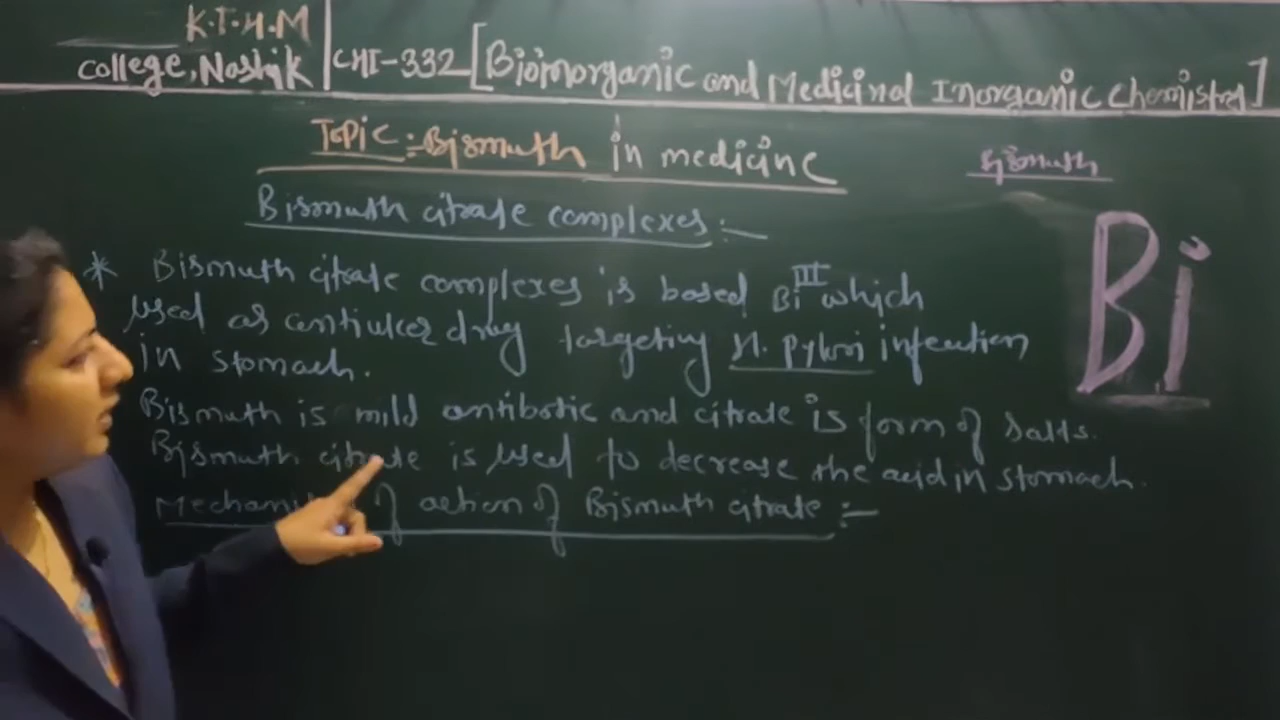 K.T.H.M
College, Nashik
CHI-332 [Bioinorganic and Medicinal Inorganic Chemistry]
Topic:- Bismuth in medicine
Bismuth
Bismuth citrate complexes :-
Bi
* Bismuth citrate complexes is based Bi III which
used as antiulcer drug targeting H. pylori infection
in stomach.
Bismuth is mild antibotic and citrate is form of salts.
Bismuth citrate is used to decrease the acid in stomach.
of action of Bismuth citrate :-